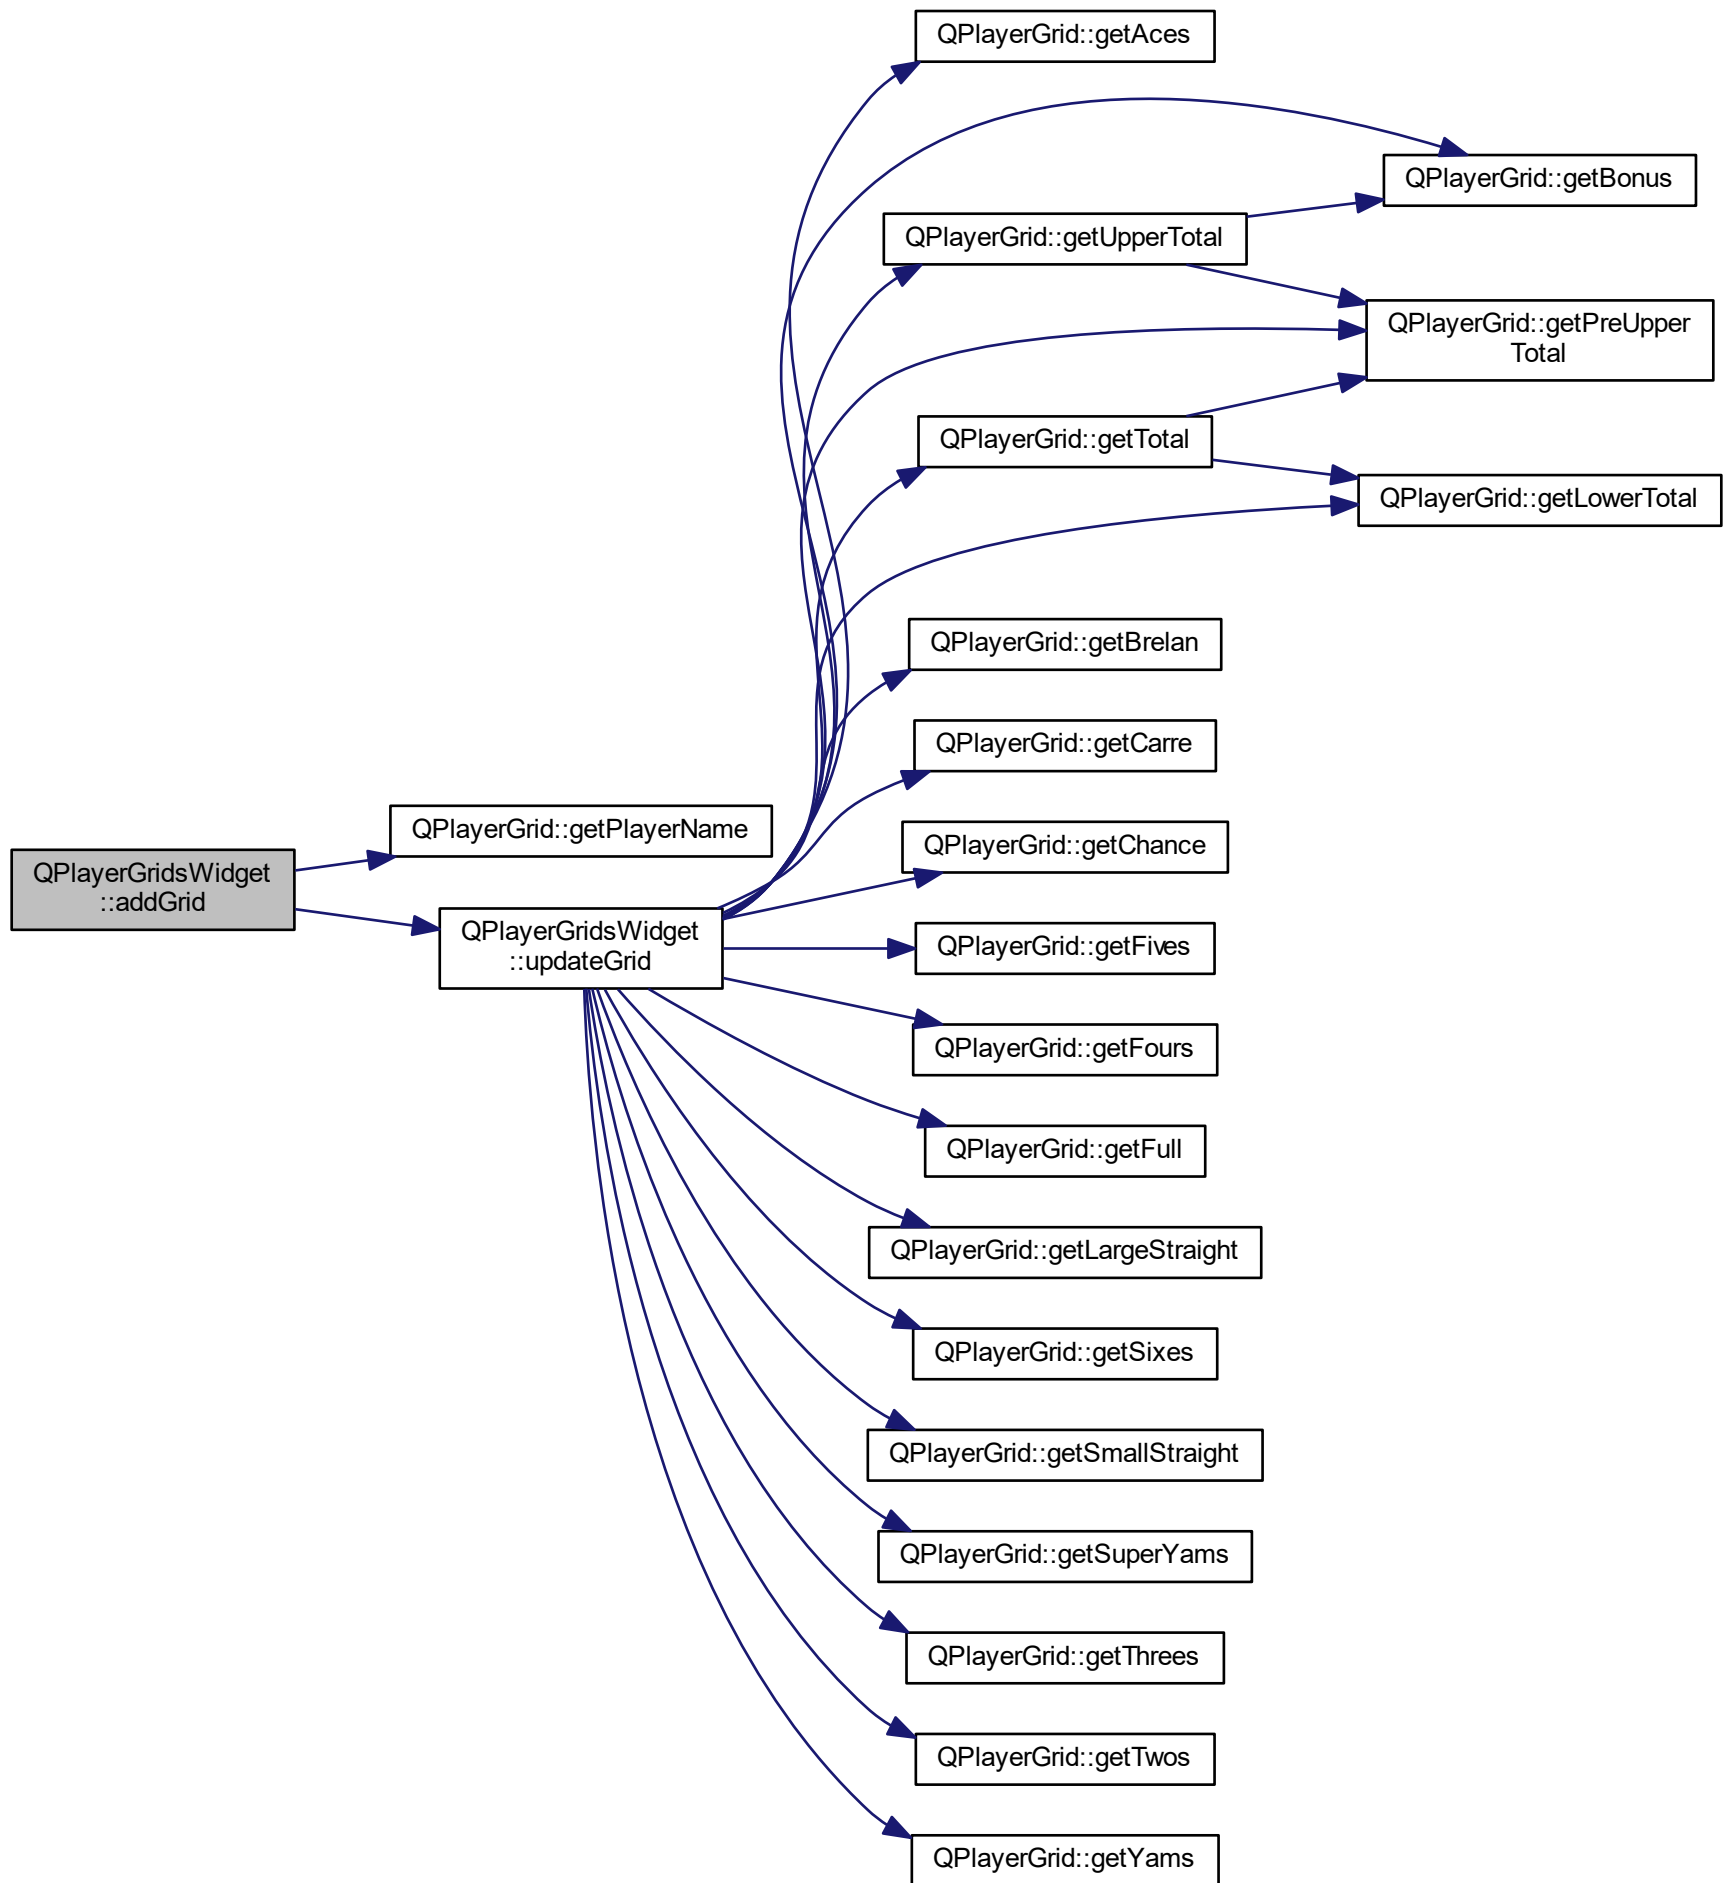 QPlayerGrid::getAces
QPlayerGrid::getBonus
QPlayerGrid::getUpperTotal
QPlayerGrid::getPreUpper
Total
QPlayerGrid::getTotal
QPlayerGrid::getLowerTotal
QPlayerGrid::getBrelan
QPlayerGrid::getCarre
QPlayerGrid::getPlayerName
QPlayerGrid::getChance
QPlayerGridsWidget
::addGrid
QPlayerGridsWidget
::updateGrid
QPlayerGrid::getFives
QPlayerGrid::getFours
QPlayerGrid::getFull
QPlayerGrid::getLargeStraight
QPlayerGrid::getSixes
QPlayerGrid::getSmallStraight
QPlayerGrid::getSuperYams
QPlayerGrid::getThrees
QPlayerGrid::getTwos
QPlayerGrid::getYams